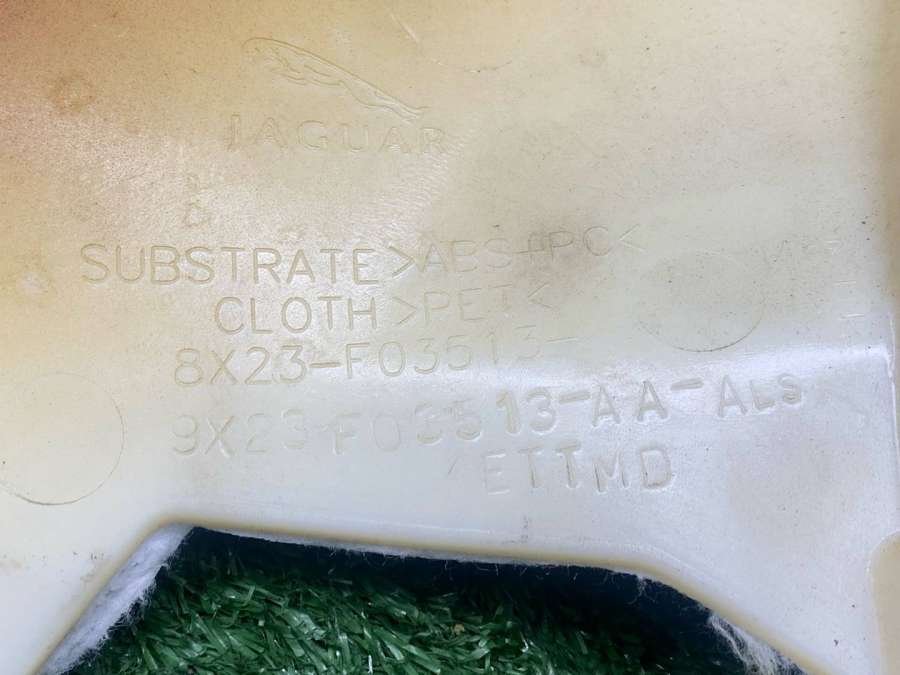 JAGUAR
SUBSTRATE>ABS+PC<
CLOTH>PET<
8X23-F03513-
9X23-F03513-AA-ALS
ETTMD